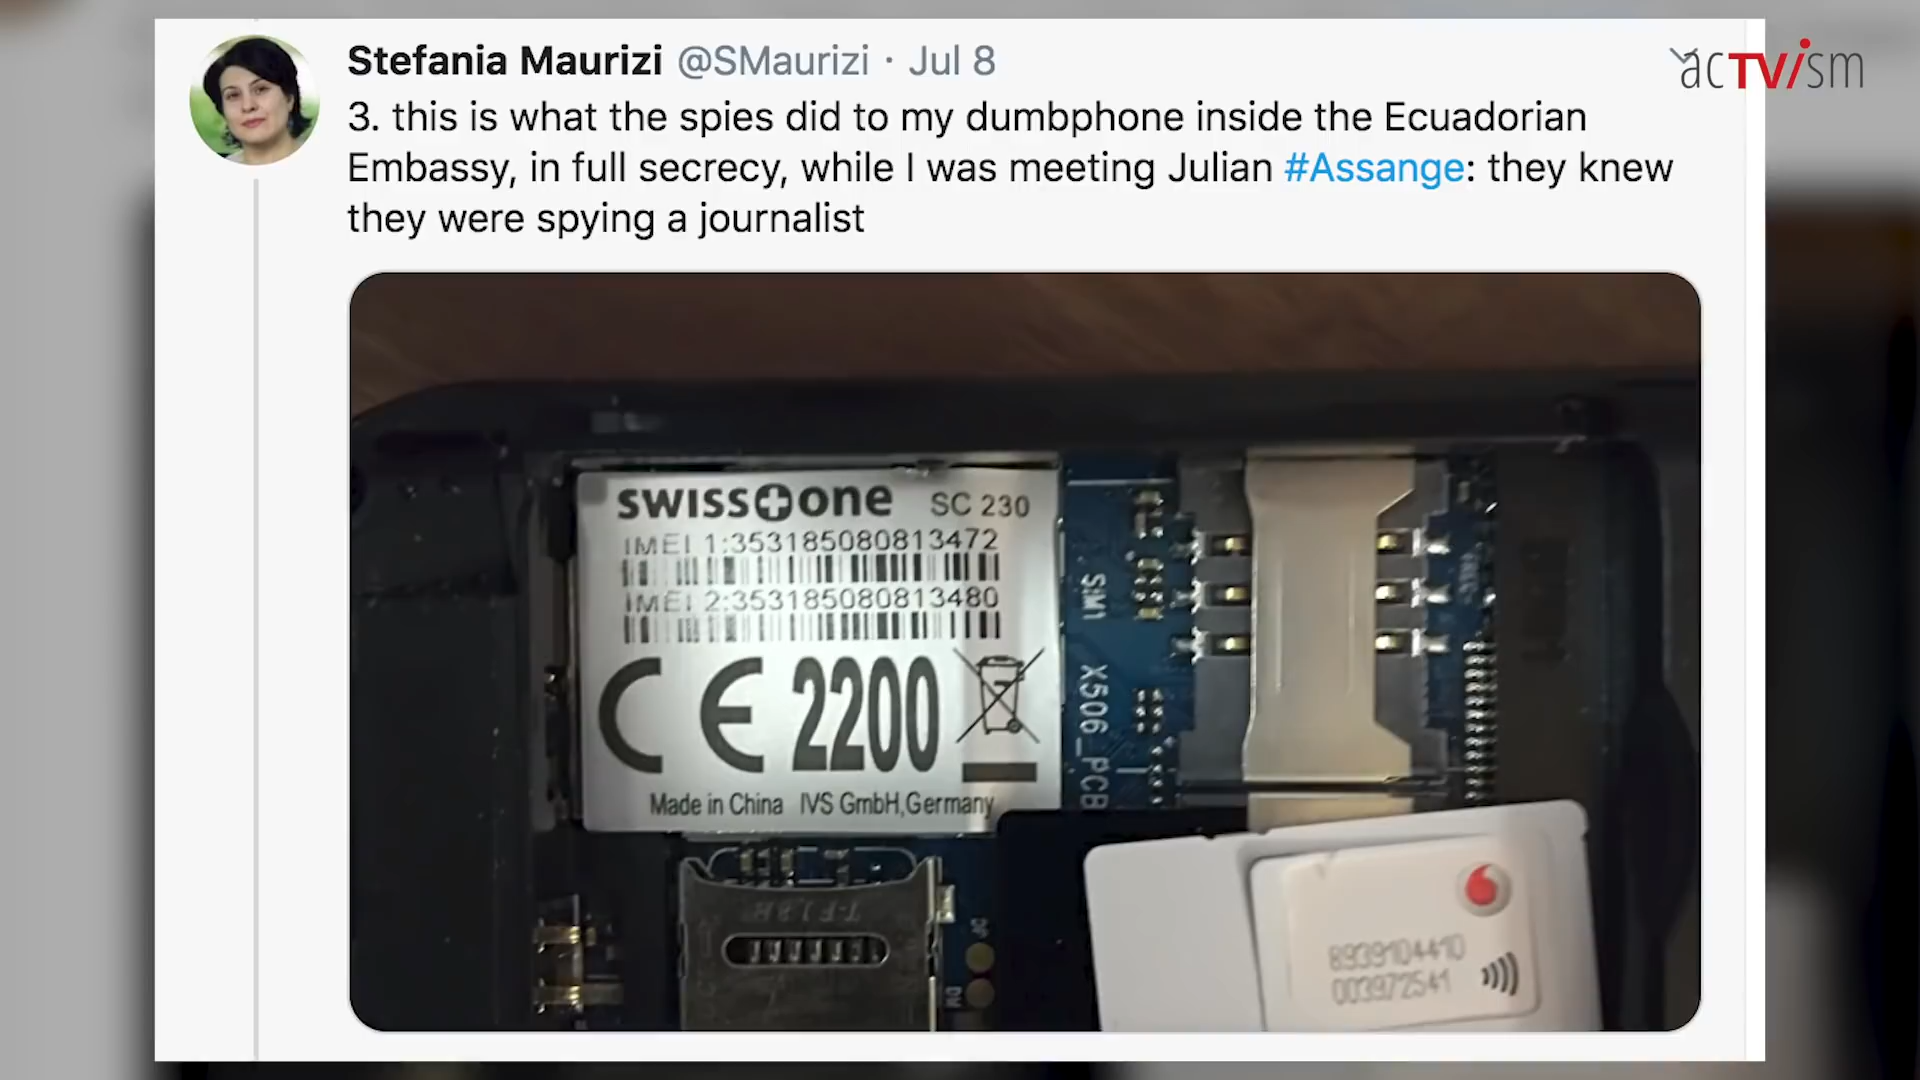 Stefania Maurizi @SMaurizi · Jul 8
acTVism
3. this is what the spies did to my dumbphone inside the Ecuadorian
Embassy, in full secrecy, while I was meeting Julian #Assange: they knew
they were spying a journalist
swiss one SC 230
IMEI 1:353185080813472
IMEI 2:353185080813480
CE 2200
Made in China IVS GmbH,Germany
SIM1
X506_PCB
8939104410
003972541